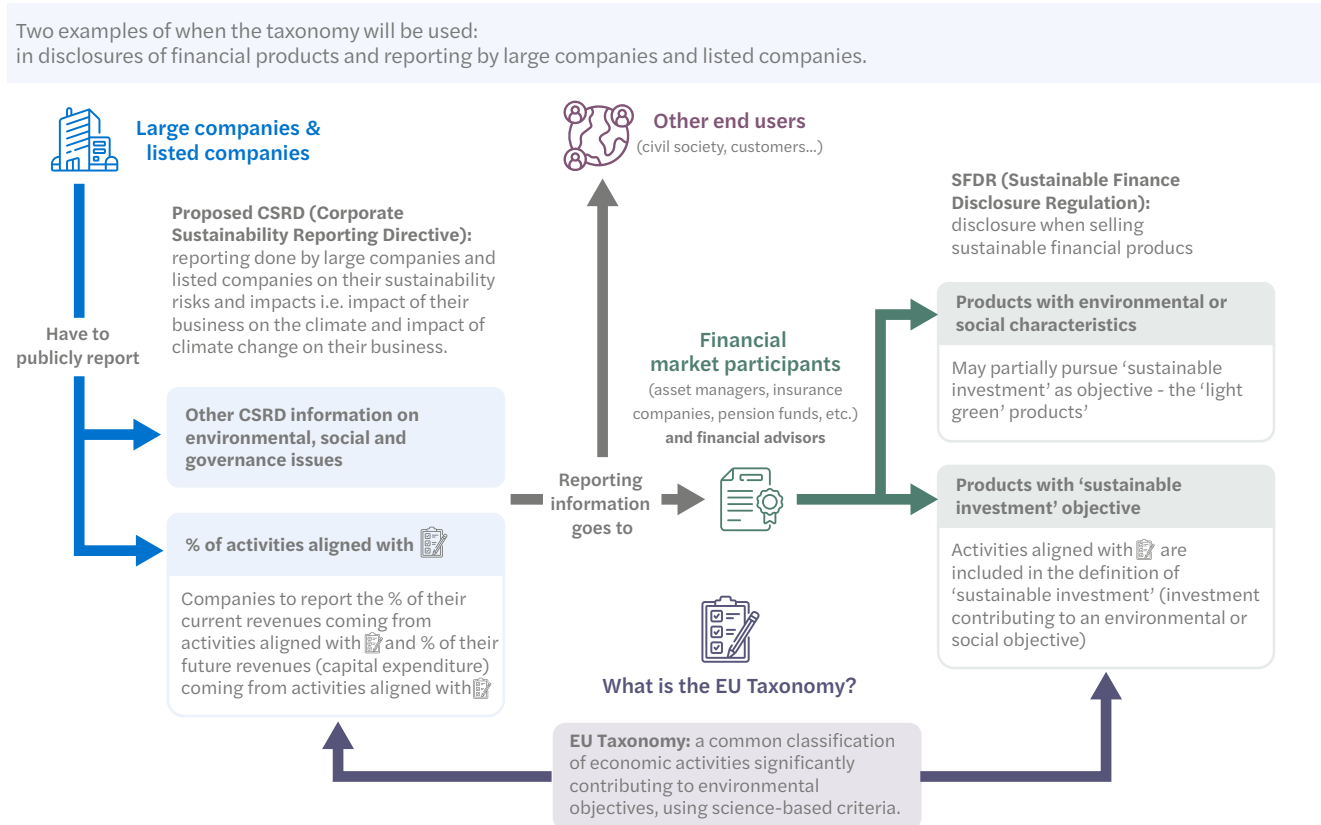 Two examples of when the taxonomy will be used:
in disclosures of financial products and reporting by large companies and listed companies.
Large companies &
listed companies
Have to
publicly report
Proposed CSRD (Corporate
Sustainability Reporting Directive):
reporting done by large companies and
listed companies on their sustainability
risks and impacts i.e. impact of their
business on the climate and impact of
climate change on their business.
Other CSRD information on
environmental, social and
governance issues
% of activities aligned with
Companies to report the % of their
current revenues coming from
activities aligned with and % of their
future revenues (capital expenditure)
coming from activities aligned with
Other end users
(civil society, customers...)
Reporting
information
goes to
Financial
market participants
(asset managers, insurance
companies, pension funds, etc.)
and financial advisors
SFDR (Sustainable Finance
Disclosure Regulation):
disclosure when selling
sustainable financial producs
Products with environmental or
social characteristics
May partially pursue ‘sustainable
investment’ as objective - the ‘light
green’ products’
Products with ‘sustainable
investment’ objective
Activities aligned with are
included in the definition of
‘sustainable investment’ (investment
contributing to an environmental or
social objective)
What is the EU Taxonomy?
EU Taxonomy: a common classification
of economic activities significantly
contributing to environmental
objectives, using science-based criteria.